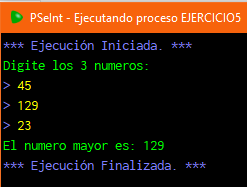 PSeInt - Ejecutando proceso EJERCICIO5
*** Ejecución Iniciada. ***
Digite los 3 numeros:
> 45
> 129
> 23
El numero mayor es: 129
*** Ejecución Finalizada. ***